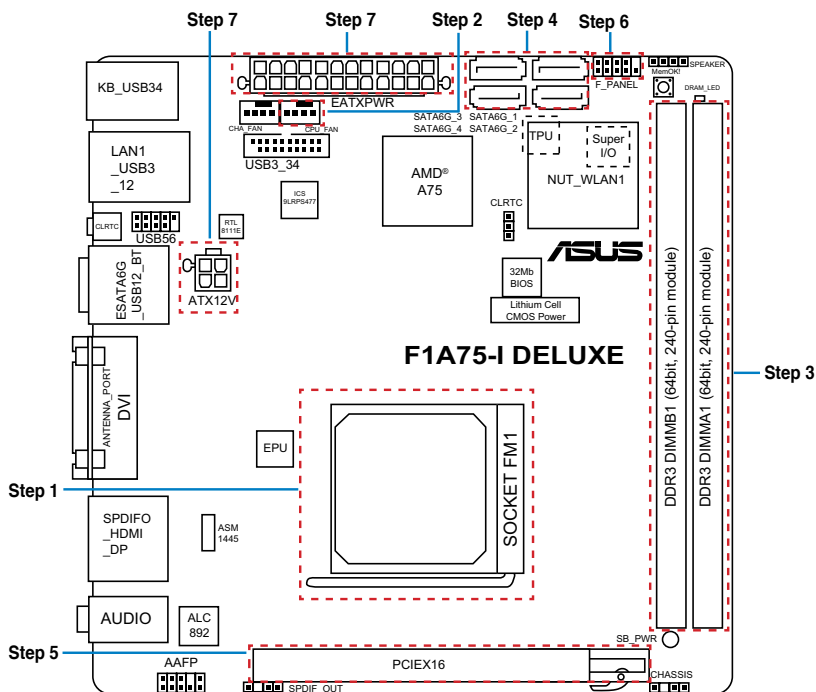 Step 7
Step 7
Step 2
Step 4
Step 6
KB_USB34
EATXPWR
F_PANEL
SPEAKER
MemOK!
DRAM_LED
CHA_FAN
CPU_FAN
SATA6G_3 SATA6G_1
SATA6G_4 SATA6G_2
USB3_34
LAN1
_USB3
_12
TPU
Super
I/O
NUT_WLAN1
AMD®
A75
ICS
9LRPS477
CLRTC
CLRTC
USB56
RTL
8111E
ASUS
ESATA6G
_USB12_BT
ATX12V
32Mb
BIOS
Lithium Cell
CMOS Power
F1A75-I DELUXE
DDR3 DIMMB1 (64bit, 240-pin module)
DDR3 DIMMA1 (64bit, 240-pin module)
Step 3
ANTENNA_PORT
DVI
EPU
SOCKET FM1
Step 1
SPDIFO
_HDMI
_DP
ASM
1445
AUDIO
ALC
892
SB_PWR
Step 5
PCIEX16
AAFP
SPDIF_OUT
CHASSIS